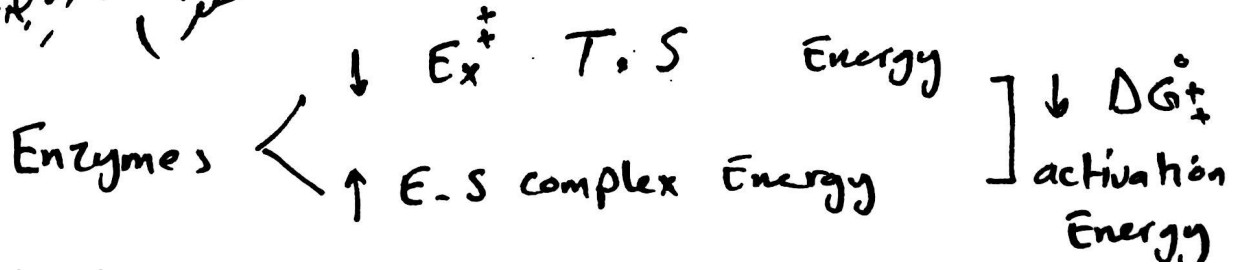 ↓ Ex‡ T.S Energy
Enzymes < ] ↓ ΔG°‡
↑ E-S complex Energy activation
Energy